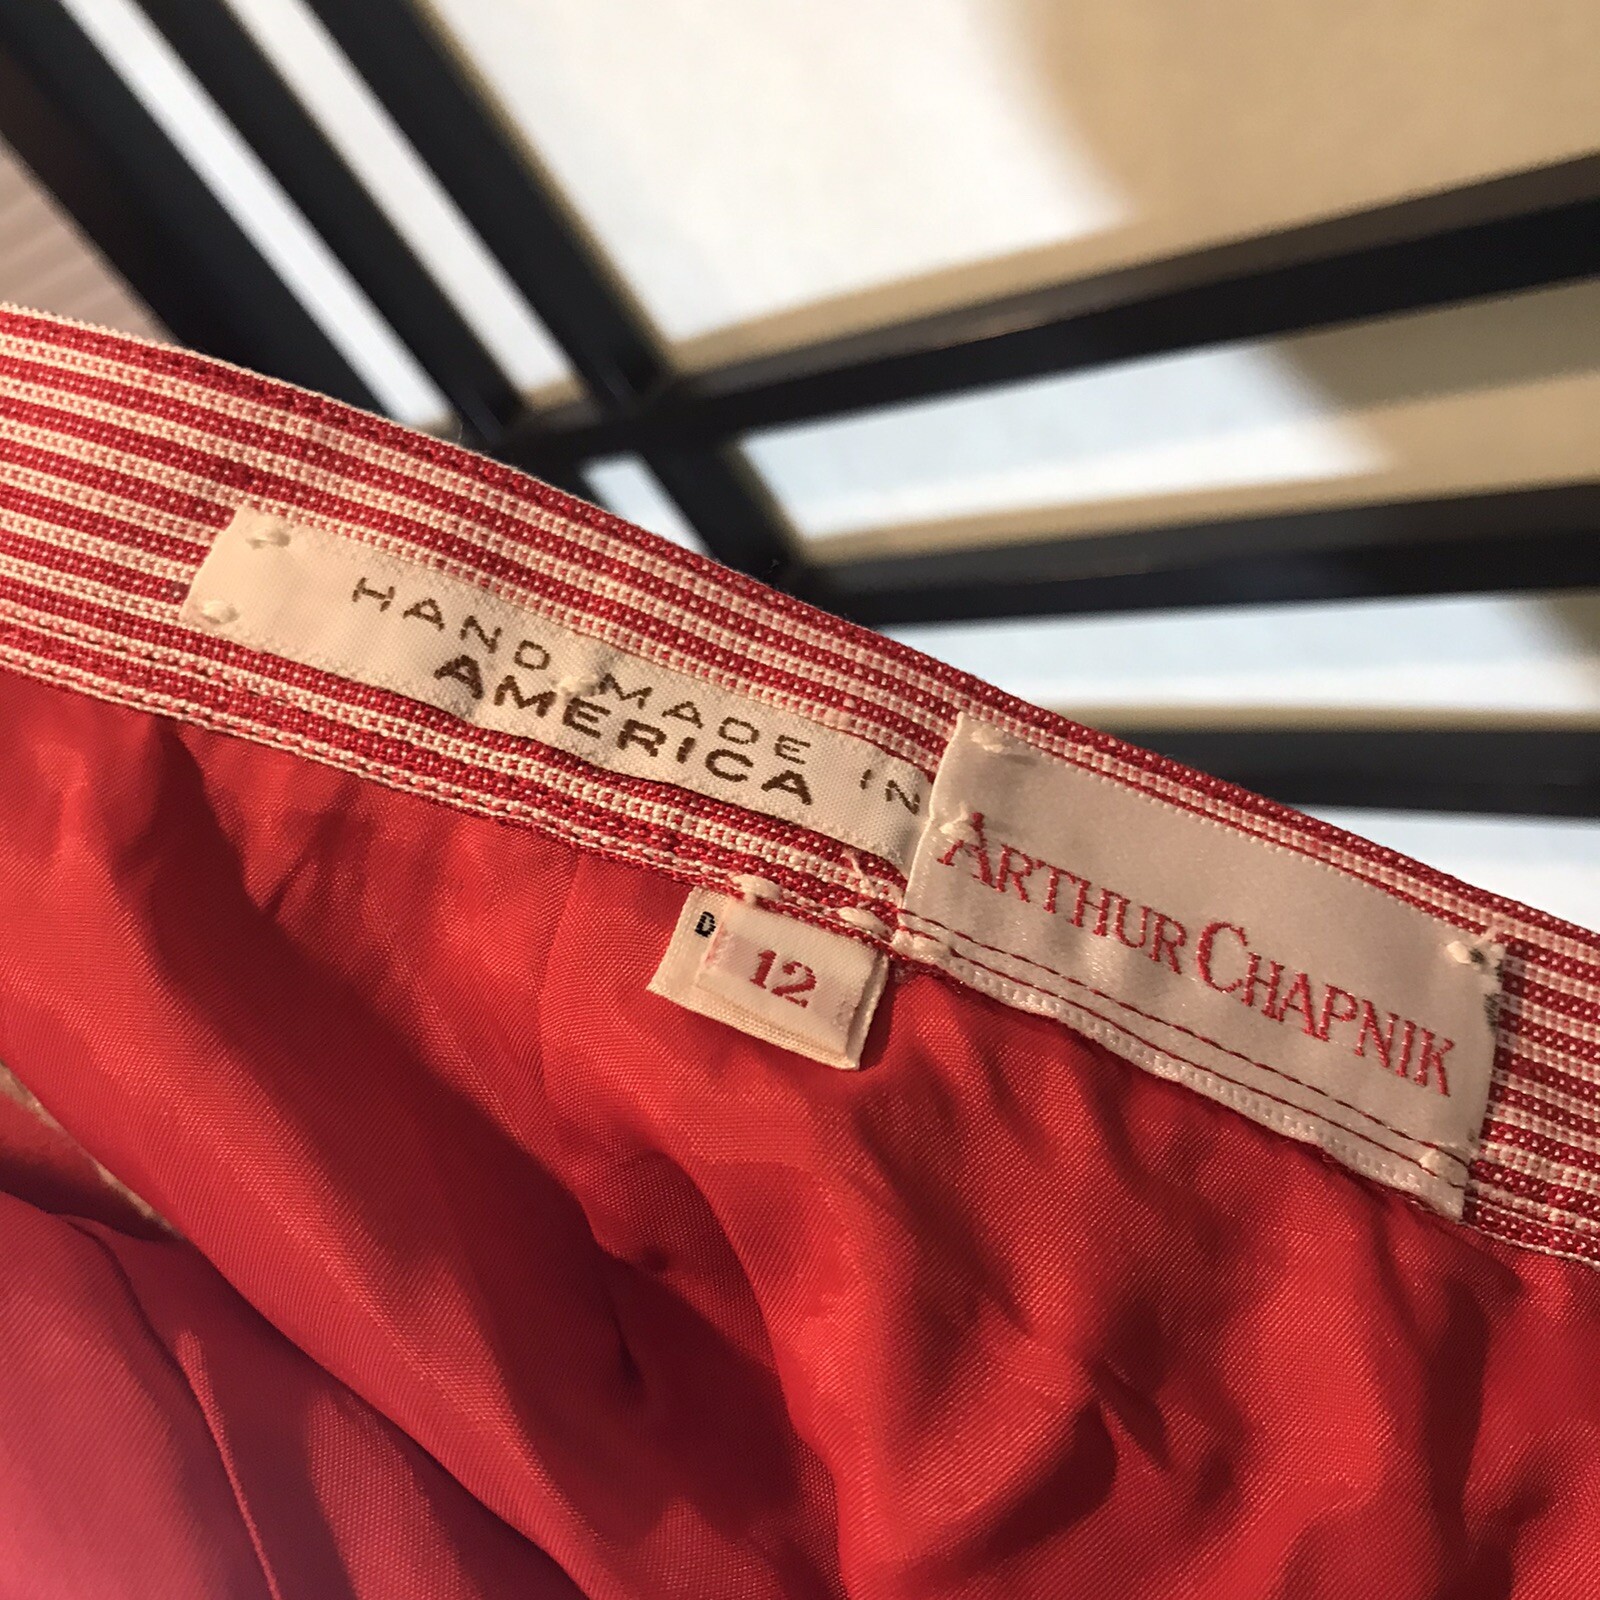 HAND MADE IN
AMERICA
ARTHUR CHAPNIK
D
12